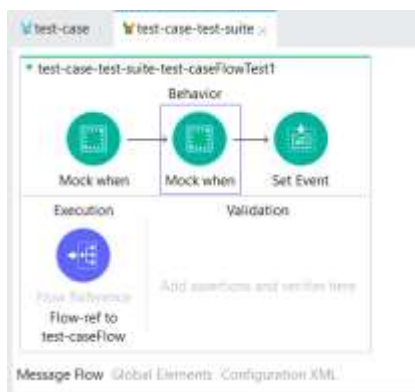 test-case
test-case-test-suite
test-case-test-suite-test-caseFlowTest1
Behavior
Mock when
Mock when
Set Event
Execution
Validation
Flow Reference
Add assertions and verifies here
Flow-ref to
test-caseFlow
Message Flow Global Elements Configuration XML